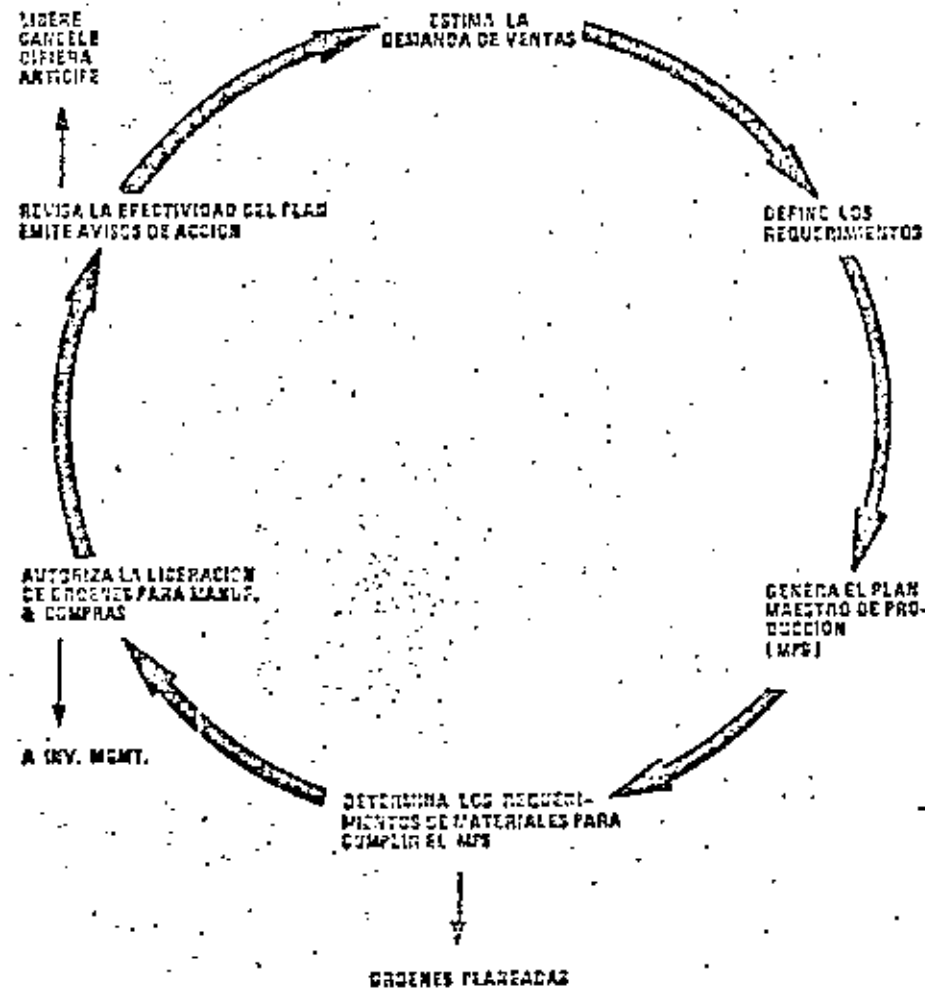 LIBERE
CANCELE
DIFIERA
ANTICIPE
ESTIMA LA
DEMANDA DE VENTAS
REVISA LA EFECTIVIDAD DEL PLAN
EMITE AVISOS DE ACCION
DEFINE LOS
REQUERIMIENTOS
AUTORIZA LA LIBERACION
DE ORDENES PARA MANUF.
& COMPRAS
GENERA EL PLAN
MAESTRO DE PRO-
DUCCION
(MPS)
A INV. MGMT.
DETERMINA LOS REQUERI-
MIENTOS DE MATERIALES PARA
CUMPLIR EL MPS
ORDENES PLANEADAS